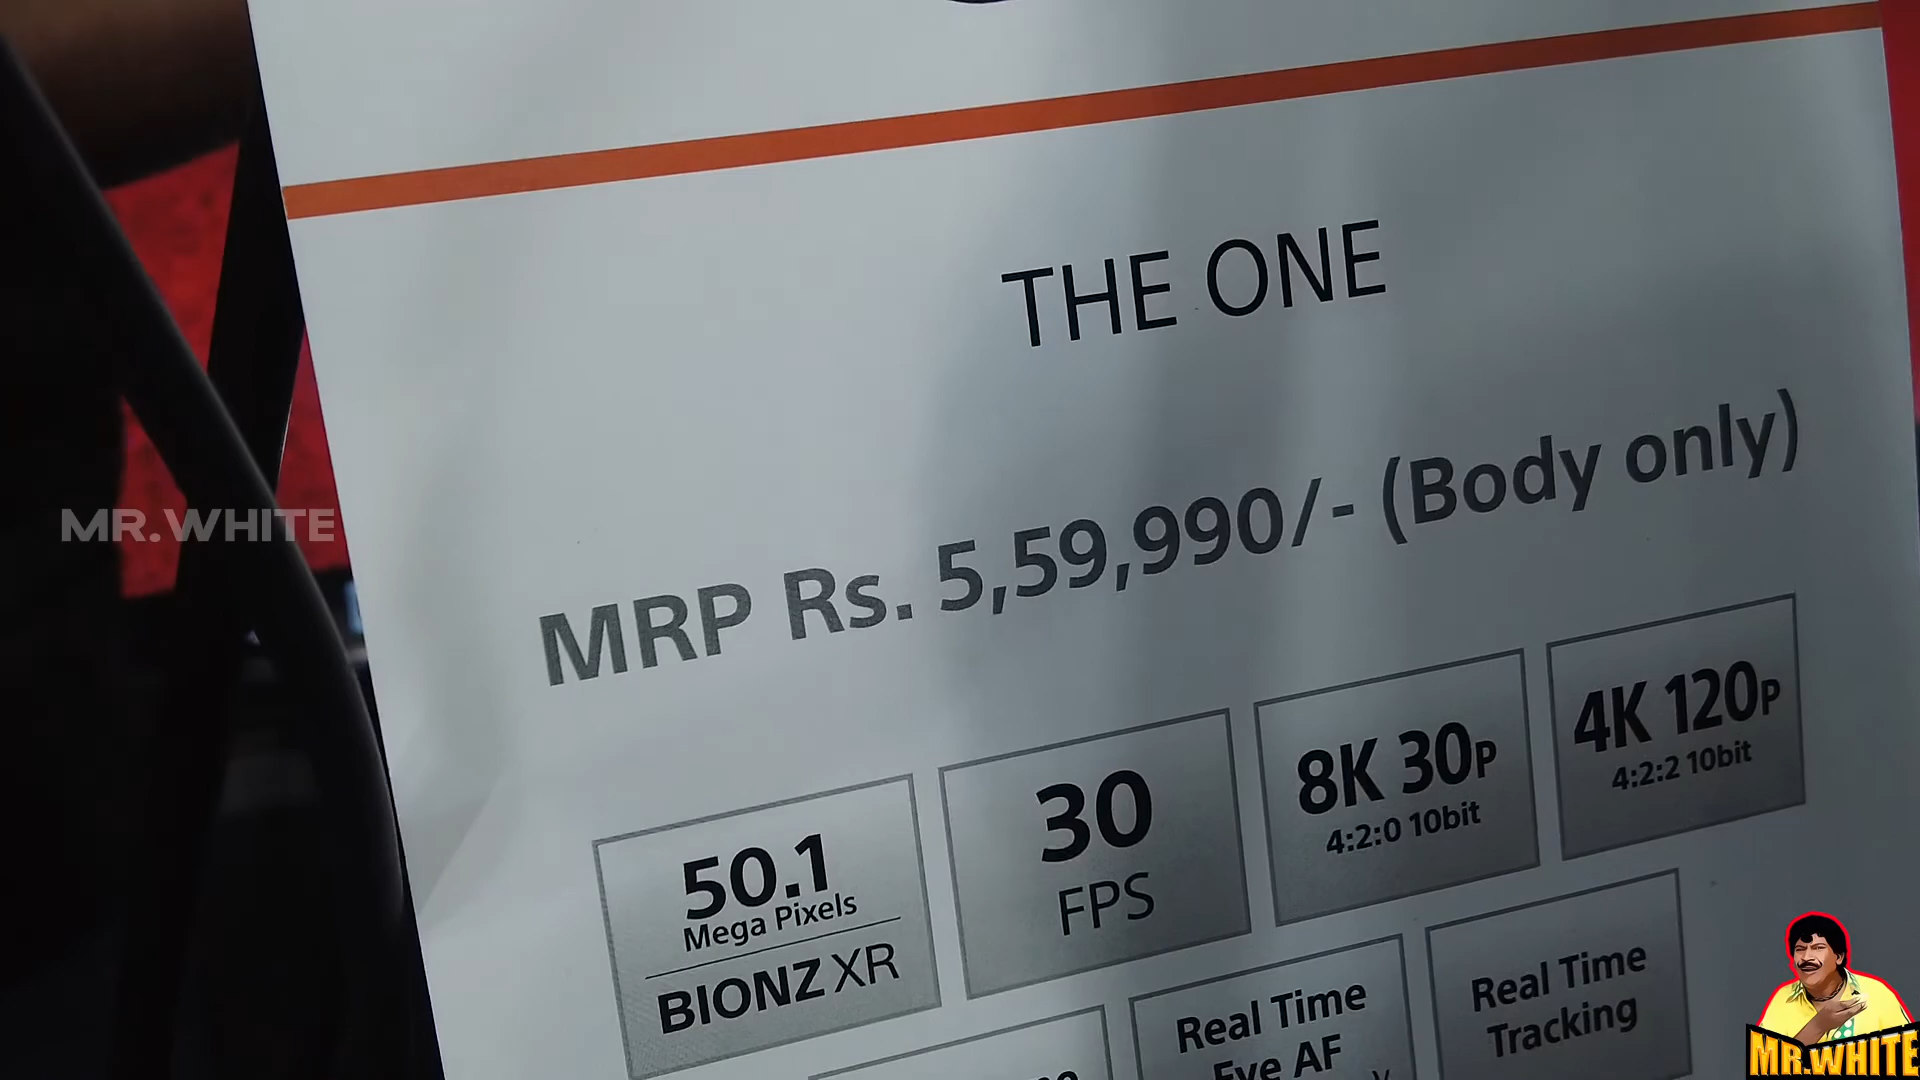 THE ONE
MRP Rs. 5,59,990/- (Body only)
50.1
Mega Pixels
BIONZ XR
30
FPS
8K 30P
4:2:0 10bit
4K 120P
4:2:2 10bit
Real Time
Eye AF
Real Time
Tracking
MR.WHITE
MR.WHITE